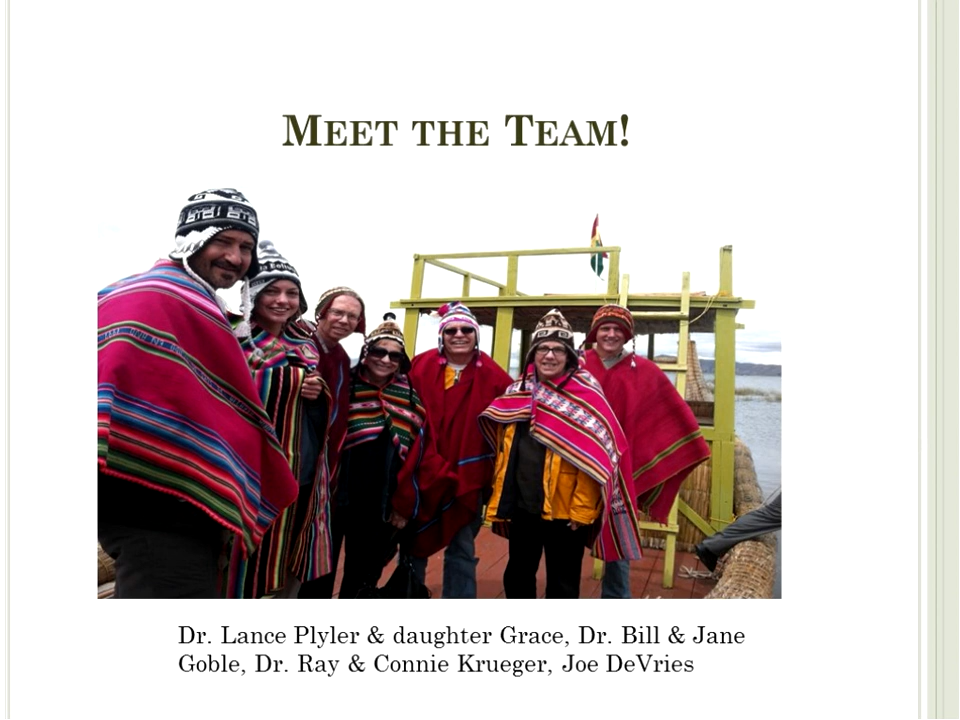 MEET THE TEAM!
Dr. Lance Plyler & daughter Grace, Dr. Bill & Jane
Goble, Dr. Ray & Connie Krueger, Joe DeVries